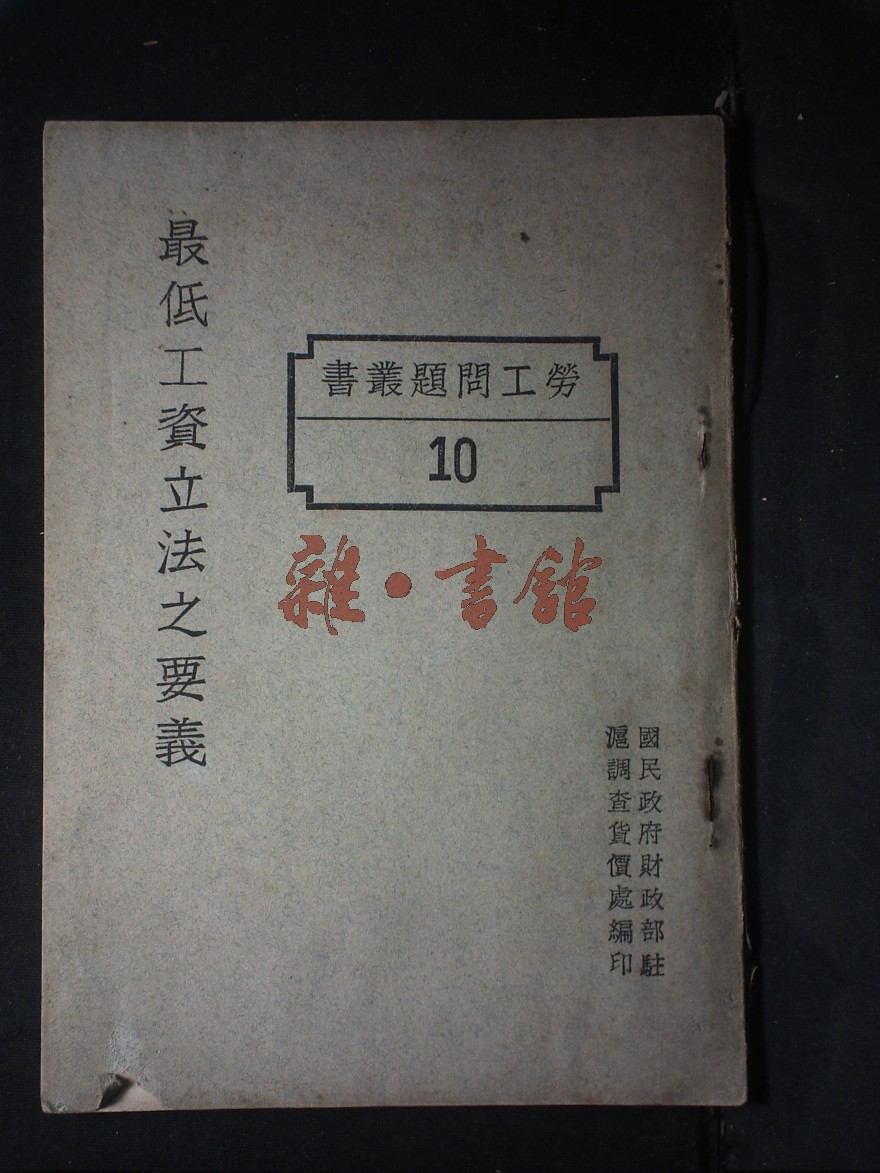 勞工問題叢書
10
最低工資立法之要義
國民政府財政部駐
滬調查貨價處編印
雜·書館